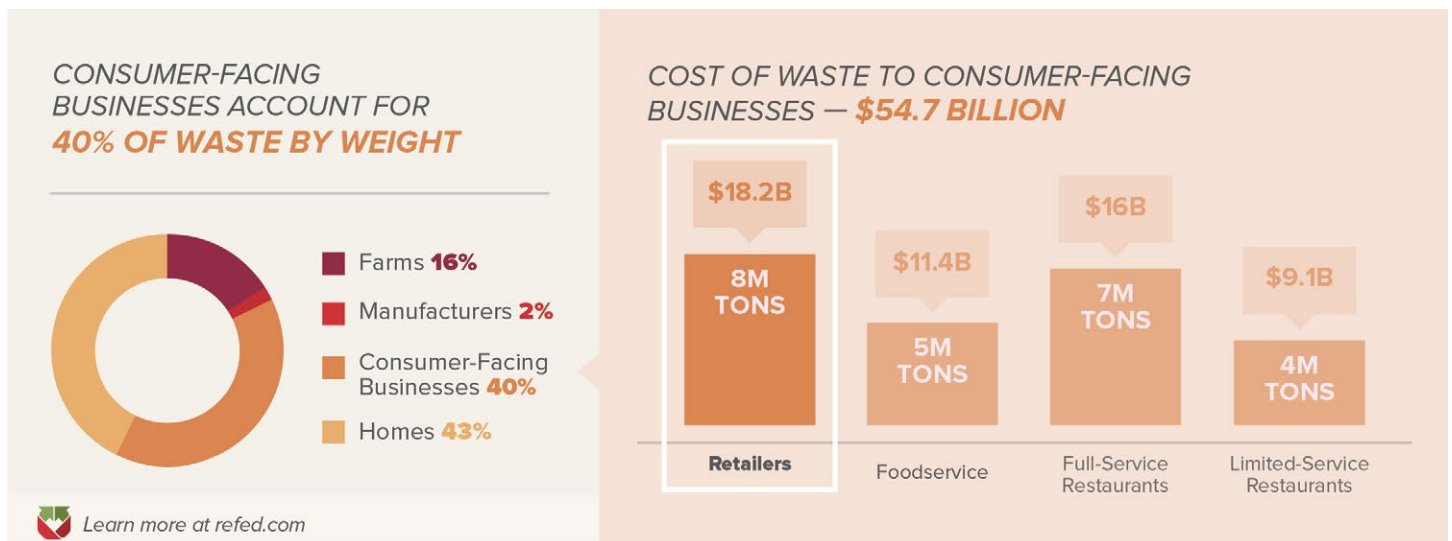 CONSUMER-FACING
BUSINESSES ACCOUNT FOR
40% OF WASTE BY WEIGHT
Farms 16%
Manufacturers 2%
Consumer-Facing
Businesses 40%
Homes 43%
Learn more at refed.com
COST OF WASTE TO CONSUMER-FACING
BUSINESSES — $54.7 BILLION
$18.2B
8M
TONS
Retailers
$11.4B
5M
TONS
Foodservice
$16B
7M
TONS
Full-Service
Restaurants
$9.1B
4M
TONS
Limited-Service
Restaurants